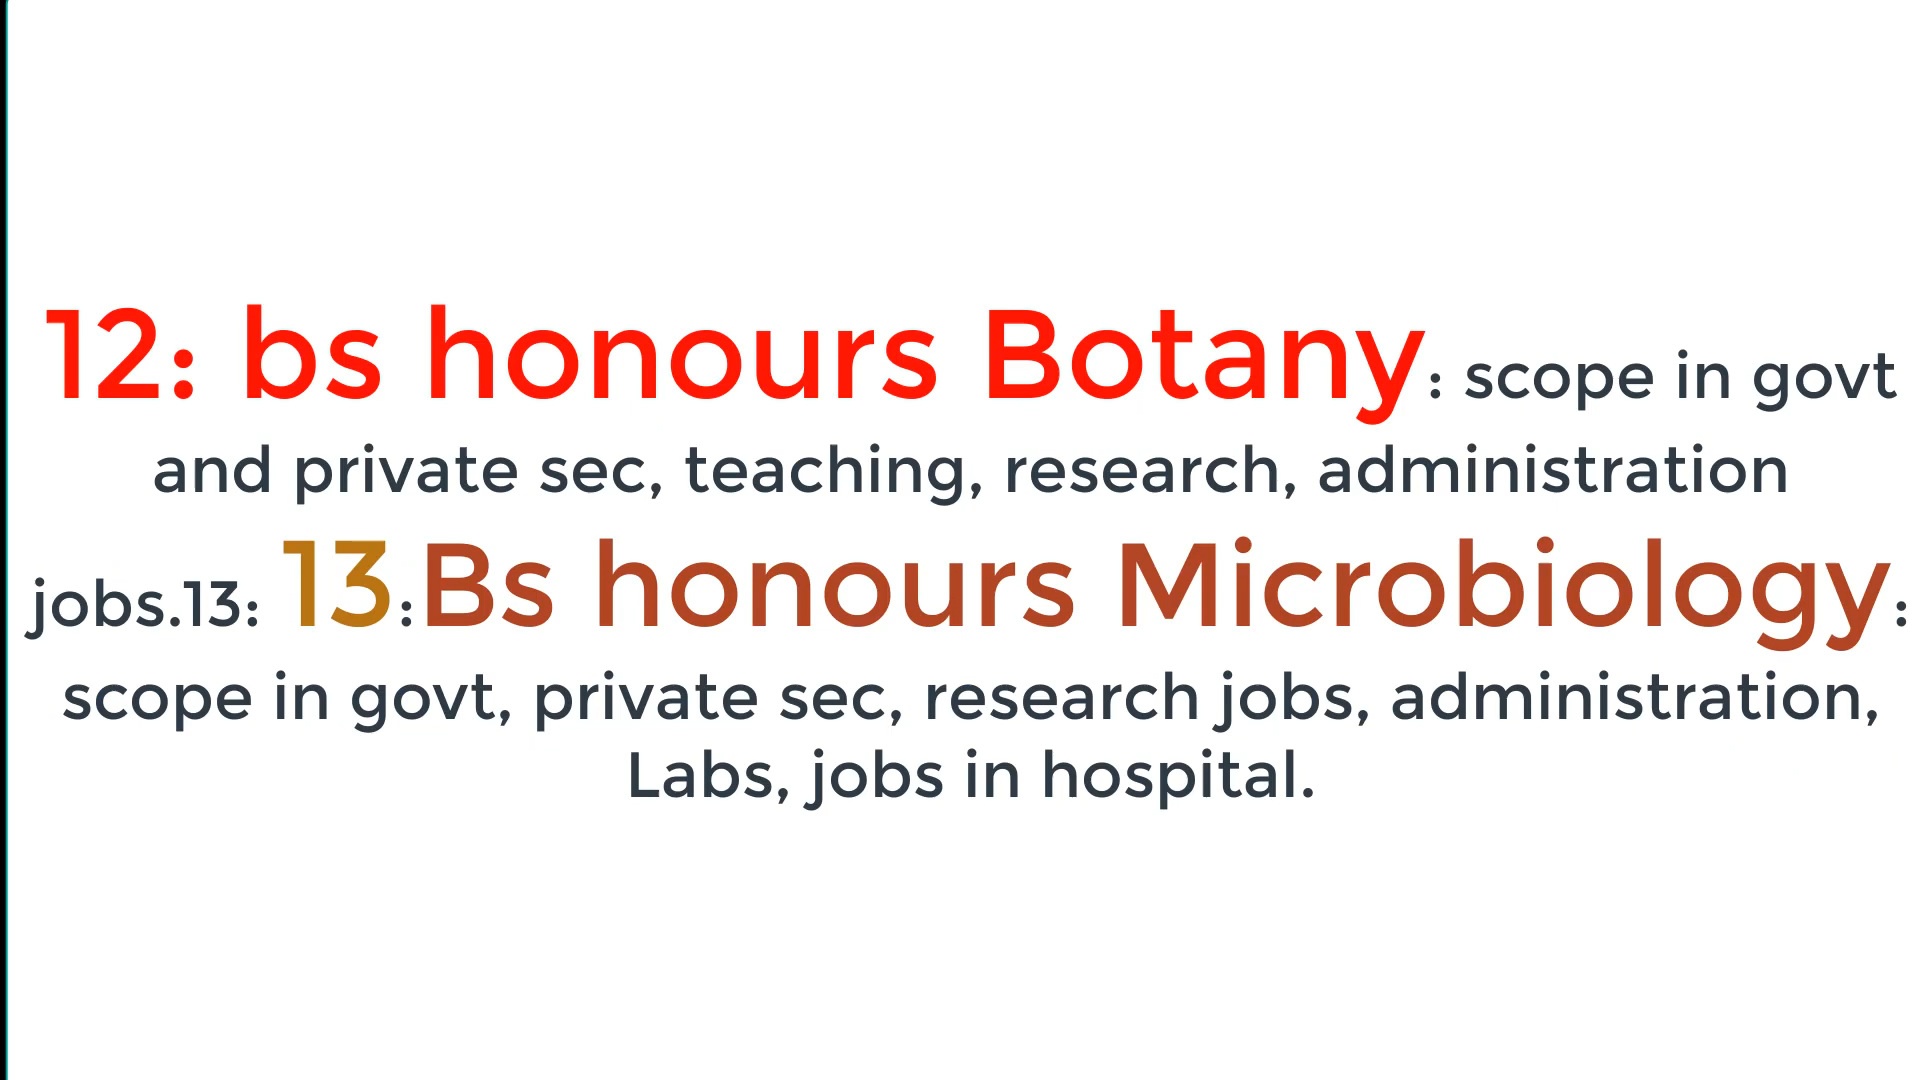 12: bs honours Botany: scope in govt
and private sec, teaching, research, administration
jobs.13: 13:Bs honours Microbiology:
scope in govt, private sec, research jobs, administration,
Labs, jobs in hospital.